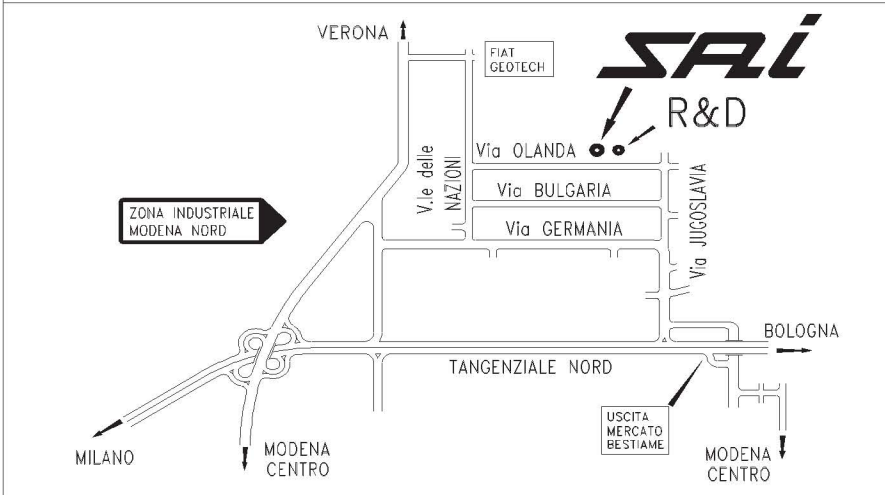 VERONA
FIAT
GEOTECH
SAi
R&D
Via OLANDA
V.le delle
NAZIONI
Via BULGARIA
Via JUGOSLAVIA
ZONA INDUSTRIALE
MODENA NORD
Via GERMANIA
BOLOGNA
TANGENZIALE NORD
USCITA
MERCATO
BESTIAME
MILANO
MODENA
CENTRO
MODENA
CENTRO